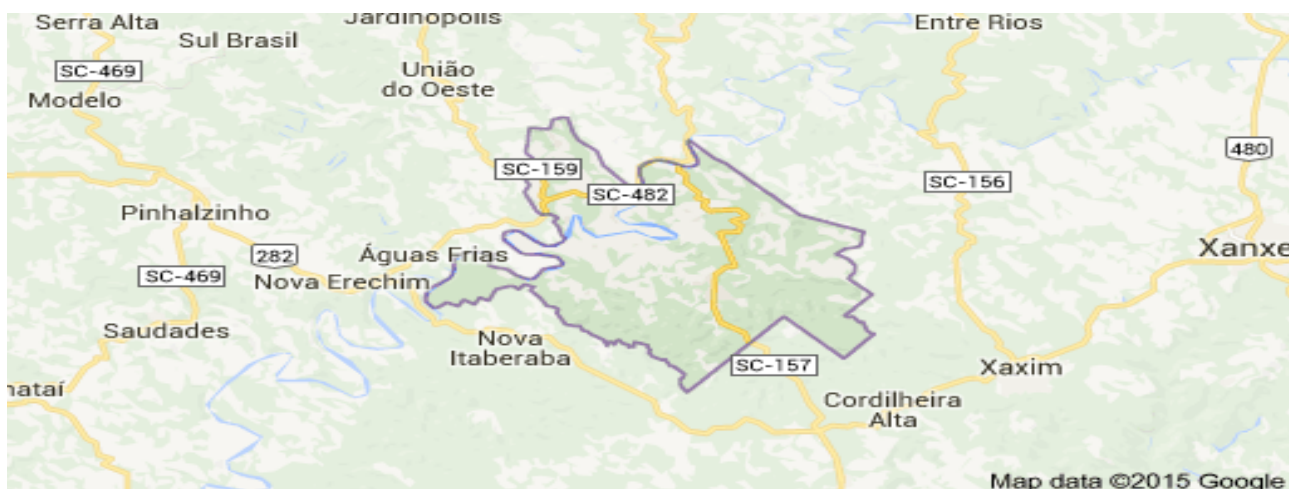 Serra Alta
Jardinópolis
Entre Rios
Sul Brasil
SC-469
União
do Oeste
Modelo
480
SC-159
SC-156
SC-482
Pinhalzinho
Xanxe
282
Águas Frias
SC-469
Nova Erechim
Saudades
Nova
Itaberaba
SC-157
Xaxim
nataí
Cordilheira
Alta
Map data ©2015 Google